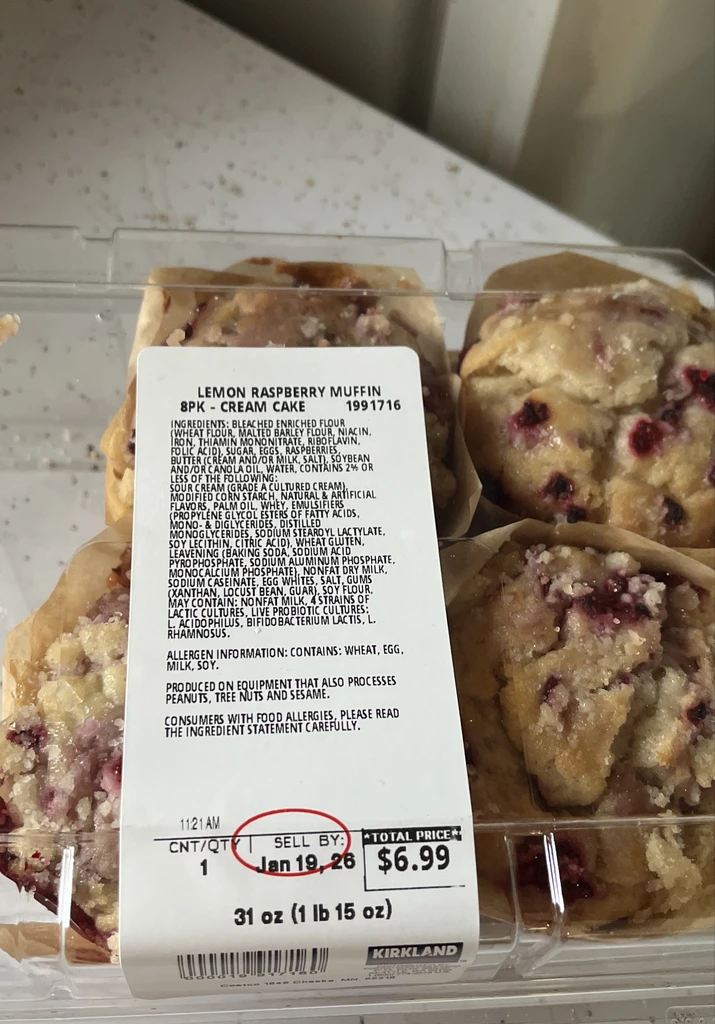 LEMON RASPBERRY MUFFIN
8PK - CREAM CAKE 1991716
INGREDIENTS: BLEACHED ENRICHED FLOUR
(WHEAT FLOUR, MALTED BARLEY FLOUR, NIACIN,
IRON, THIAMIN MONONITRATE, RIBOFLAVIN,
FOLIC ACID), SUGAR, EGGS, RASPBERRIES,
BUTTER (CREAM AND/OR MILK, SALT), SOYBEAN
AND/OR CANOLA OIL, WATER, CONTAINS 2% OR
LESS OF THE FOLLOWING:
SOUR CREAM (GRADE A CULTURED CREAM),
MODIFIED CORN STARCH, NATURAL & ARTIFICIAL
FLAVORS, PALM OIL, WHEY, EMULSIFIERS
(PROPYLENE GLYCOL ESTERS OF FATTY ACIDS,
MONO- & DIGLYCERIDES, DISTILLED
MONOGLYCERIDES, SODIUM STEAROYL LACTYLATE,
SOY LECITHIN, CITRIC ACID), WHEAT GLUTEN,
LEAVENING (BAKING SODA, SODIUM ACID
PYROPHOSPHATE, SODIUM ALUMINUM PHOSPHATE,
MONOCALCIUM PHOSPHATE), NONFAT DRY MILK,
SODIUM CASEINATE, EGG WHITES, SALT, GUMS
(XANTHAN, LOCUST BEAN, GUAR), SOY FLOUR.
MAY CONTAIN: NONFAT MILK, 4 STRAINS OF
LACTIC CULTURES, LIVE PROBIOTIC CULTURES:
L. ACIDOPHILUS, BIFIDOBACTERIUM LACTIS, L.
RHAMNOSUS.
ALLERGEN INFORMATION: CONTAINS: WHEAT, EGG,
MILK, SOY.
PRODUCED ON EQUIPMENT THAT ALSO PROCESSES
PEANUTS, TREE NUTS AND SESAME.
CONSUMERS WITH FOOD ALLERGIES, PLEASE READ
THE INGREDIENT STATEMENT CAREFULLY.
11:21 AM
CNT/QTY SELL BY: *TOTAL PRICE*
1 Jan 19, 26 $6.99
31 oz (1 lb 15 oz)
KIRKLAND
Costco